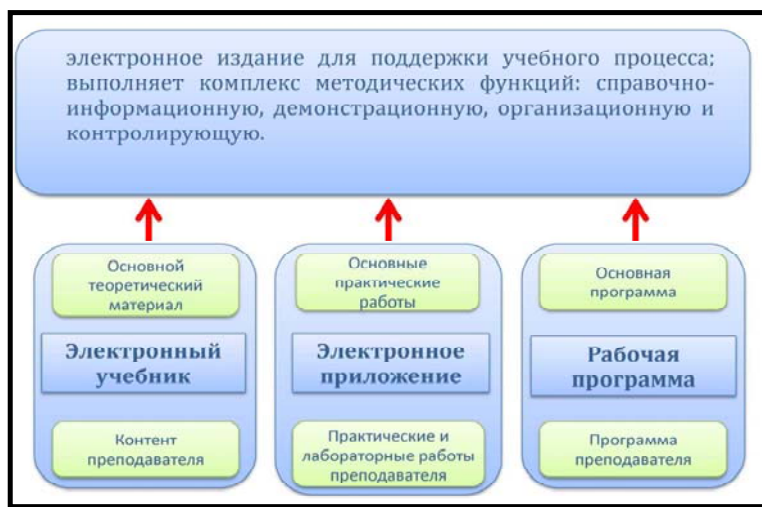 электронное издание для поддержки учебного процесса;
выполняет комплекс методических функций: справочно-
информационную, демонстрационную, организационную и
контролирующую.
Основной
теоретический
материал
Электронный
учебник
Контент
преподавателя
Основные
практические
работы
Электронное
приложение
Практические и
лабораторные работы
преподавателя
Основная
программа
Рабочая
программа
Программа
преподавателя